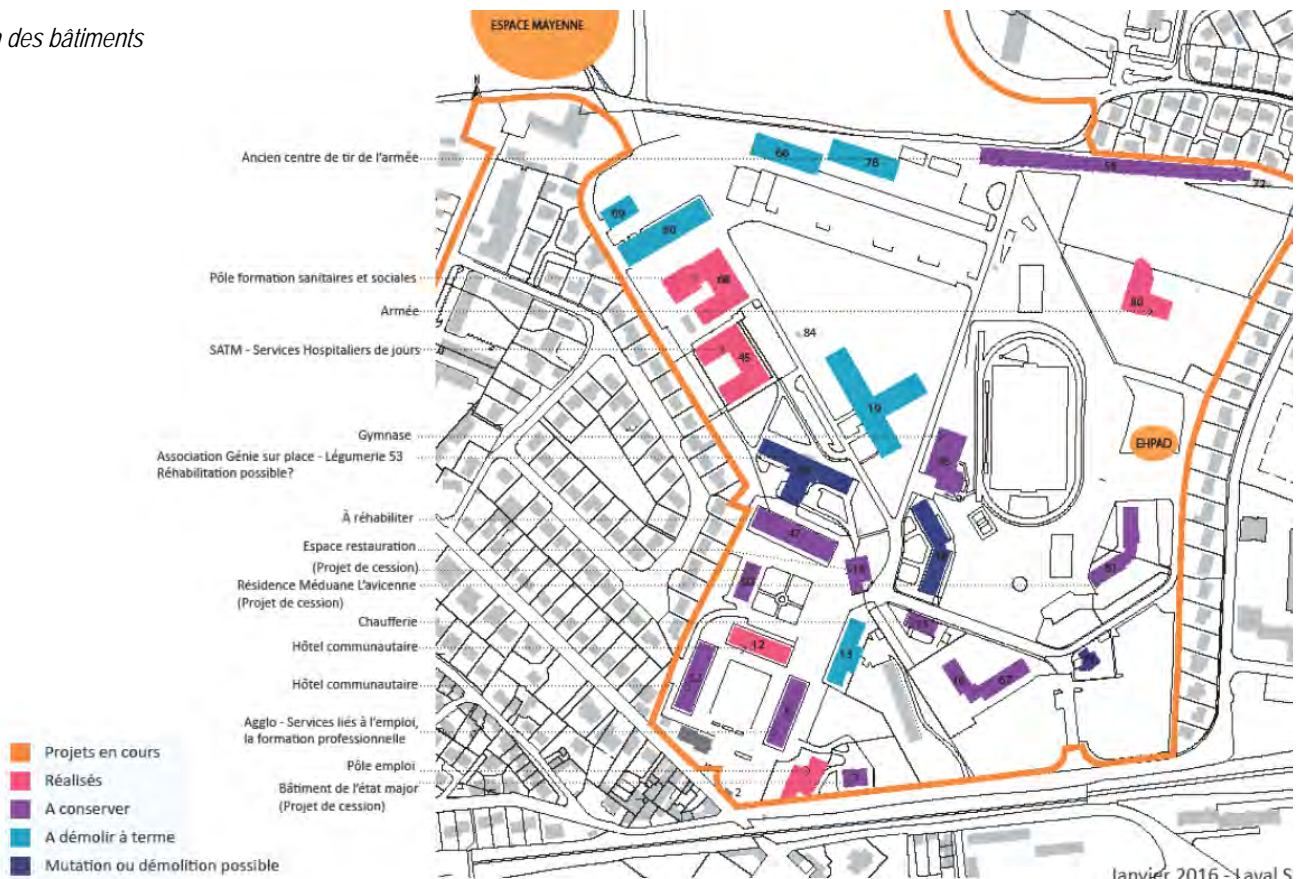 des bâtiments
ESPACE MAYENNE
N
Ancien centre de tir de l'armée
Pôle formation sanitaires et sociales
Armée
SATM - Services Hospitaliers de jours
Gymnase
Association Génie sur place - Légumerie 53
Réhabilitation possible?
À réhabiliter
Espace restauration
(Projet de cession)
Résidence Méduane L'avicenne
(Projet de cession)
Chaufferie
Hôtel communautaire
Hôtel communautaire
Agglo - Services liés à l'emploi,
la formation professionnelle
Pôle emploi
Bâtiment de l'état major
(Projet de cession)
66
78
69
80
68
84
45
19
EHPAD
47
12
13
67
2
Projets en cours
Réalisés
A conserver
A démolir à terme
Mutation ou démolition possible
Janvier 2016 - Laval S